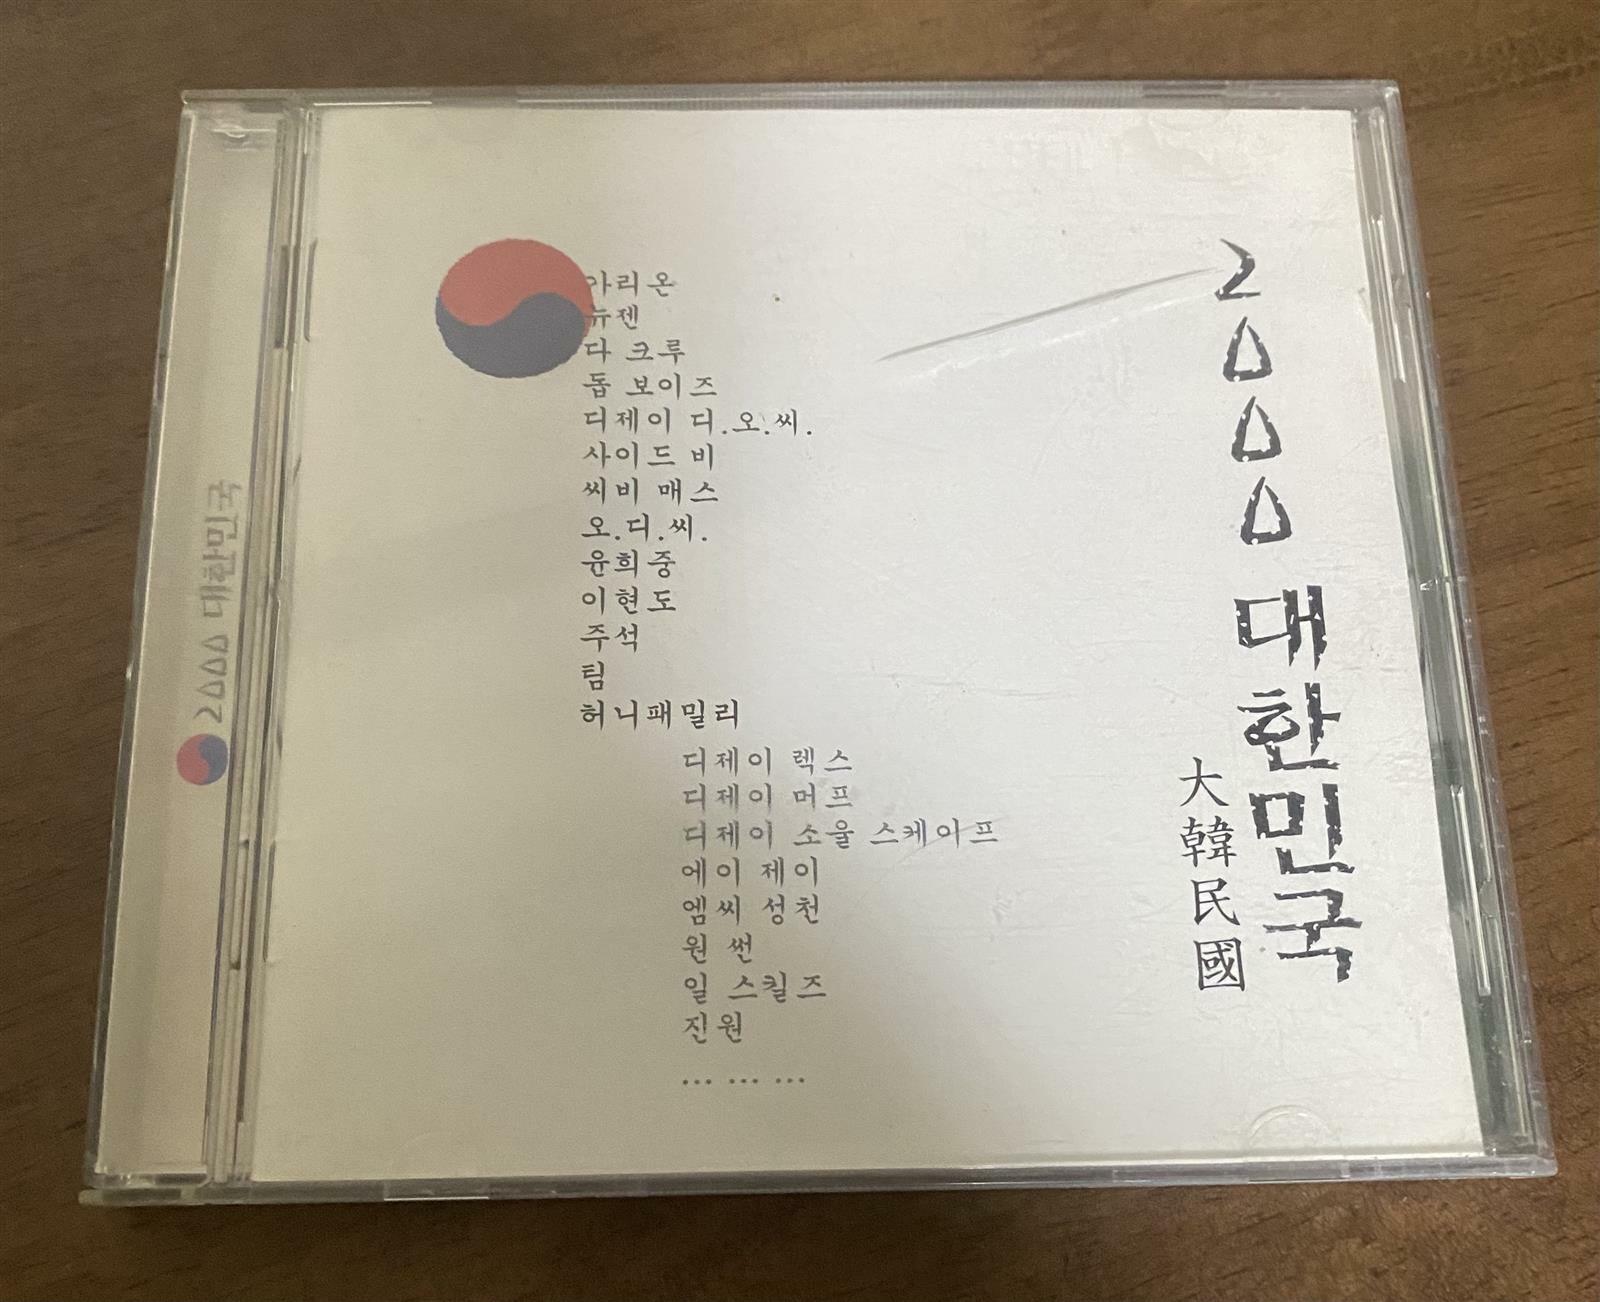 아리온
뉴젠
다 크루
돕 보이즈
디제이 디.오.씨.
사이드 비
씨비 매스
오.디.씨.
윤희중
이현도
주석
팀
허니패밀리
디제이 렉스
디제이 머프
디제이 소울 스케이프
에이 제이
엠씨 성천
원 썬
일 스킬즈
진원
... ... ...
2000 대한민국
大韓民國
2000 대한민국